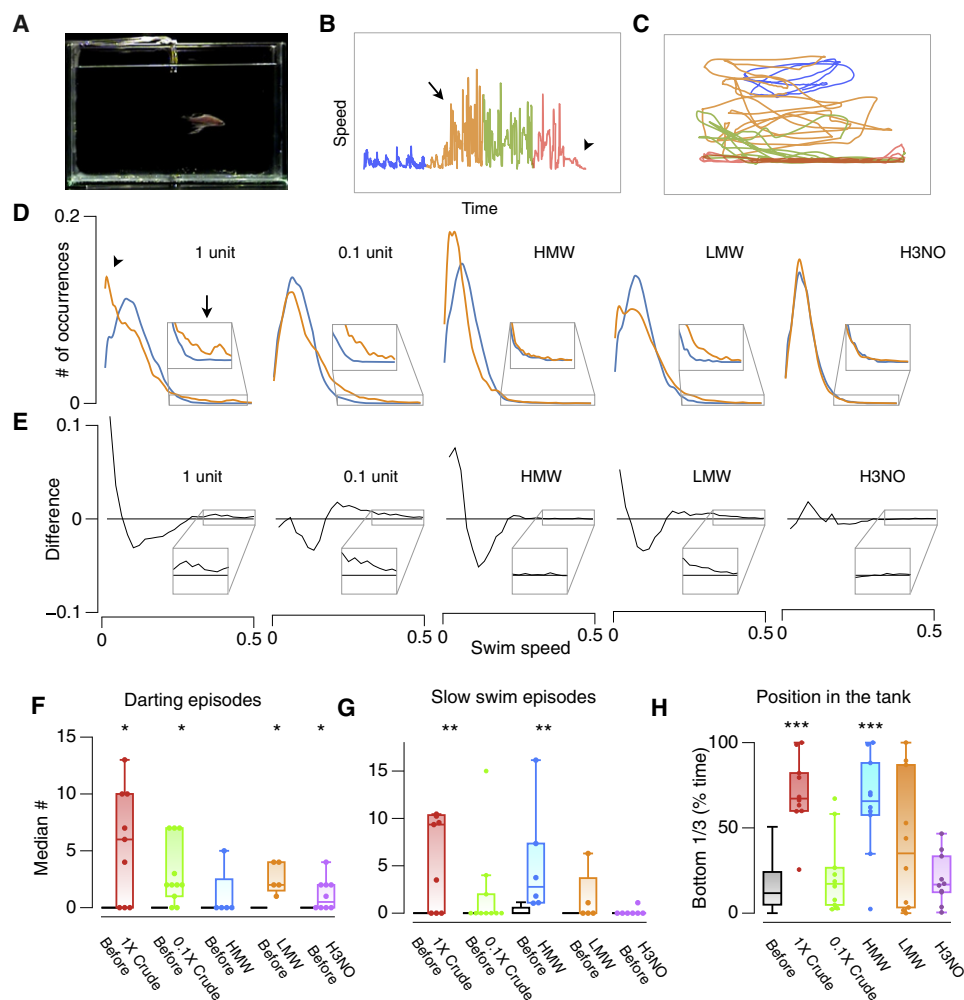 A
B
C
Speed
Time
D
# of occurrences
0.2
0
1 unit
0.1 unit
HMW
LMW
H3NO
E
Difference
0.1
0
−0.1
1 unit
0.1 unit
HMW
LMW
H3NO
0
0.5
0
0.5
0
0.5
0
0.5
0
0.5
Swim speed
F
Darting episodes
Median #
15
10
5
0
*
*
*
*
Before
1X Crude
Before
0.1X Crude
Before
HMW
Before
LMW
Before
H3NO
G
Slow swim episodes
15
10
5
0
**
**
Before
1X Crude
Before
0.1X Crude
Before
HMW
Before
LMW
Before
H3NO
H
Position in the tank
Bottom 1/3 (% time)
100
50
0
***
***
Before
1X Crude
0.1X Crude
HMW
LMW
H3NO